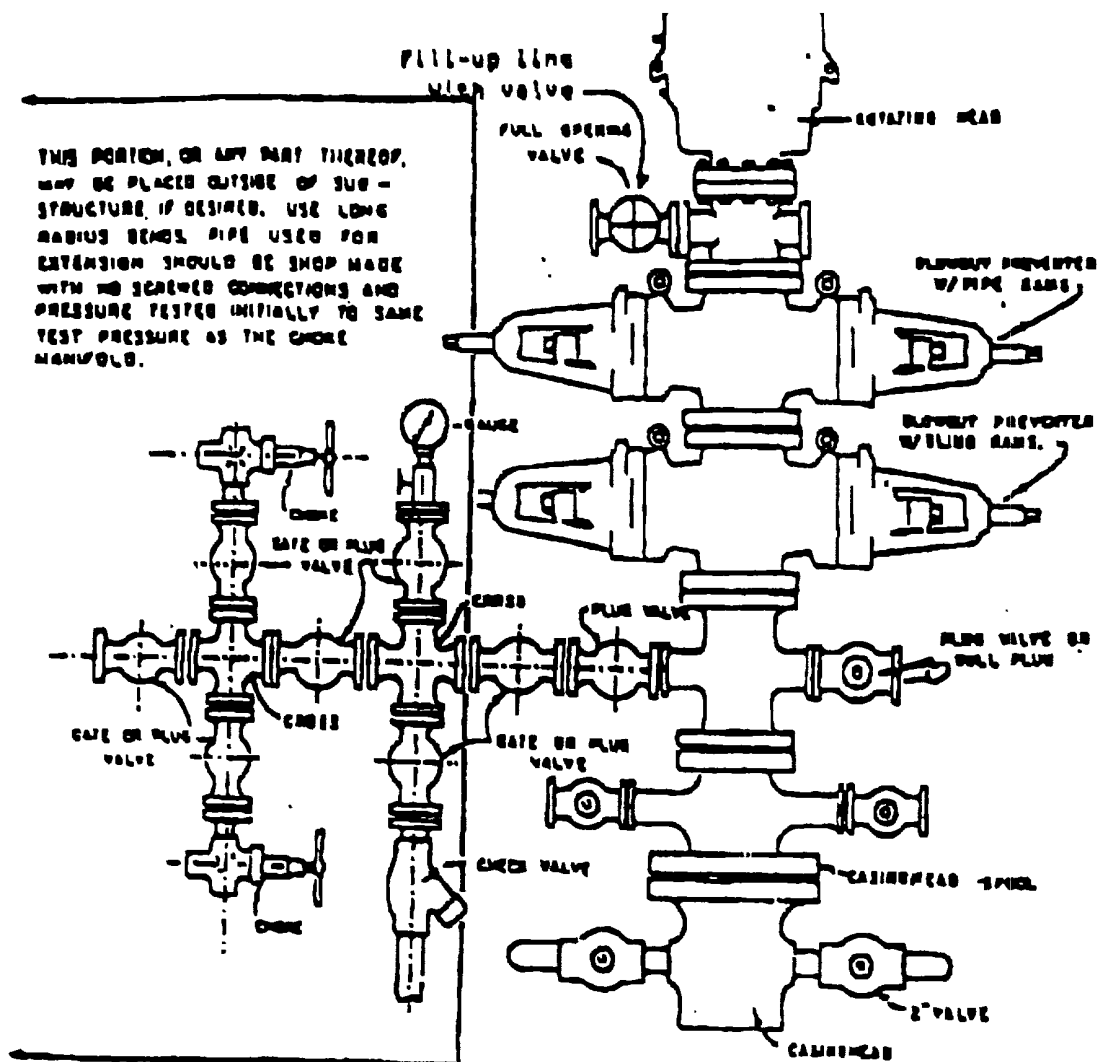 Fill-up line
with valve
FULL OPENING
VALVE
ROTATING HEAD
THIS PORTION, OR ANY PART THEREOF,
MAY BE PLACED OUTSIDE OF SUB-
STRUCTURE IF DESIRED. USE LONG
RADIUS BENDS. PIPE USED FOR
EXTENSION SHOULD BE SHOP MADE
WITH NO SCREWED CONNECTIONS AND
PRESSURE TESTED INITIALLY TO SAME
TEST PRESSURE AS THE CHOKE
MANIFOLD.
BLOWOUT PREVENTER
W/PIPE RAMS
BLOWOUT PREVENTER
W/BLIND RAMS.
GAUGE
CHOKE
GATE OR PLUG
VALVE
CROSS
PLUG VALVE
PLUG VALVE OR
BULL PLUG
CROSS
GATE OR PLUG
VALVE
GATE OR PLUG
VALVE
CHECK VALVE
CASINGHEAD SPOOL
CHOKE
2" VALVE
CASINGHEAD